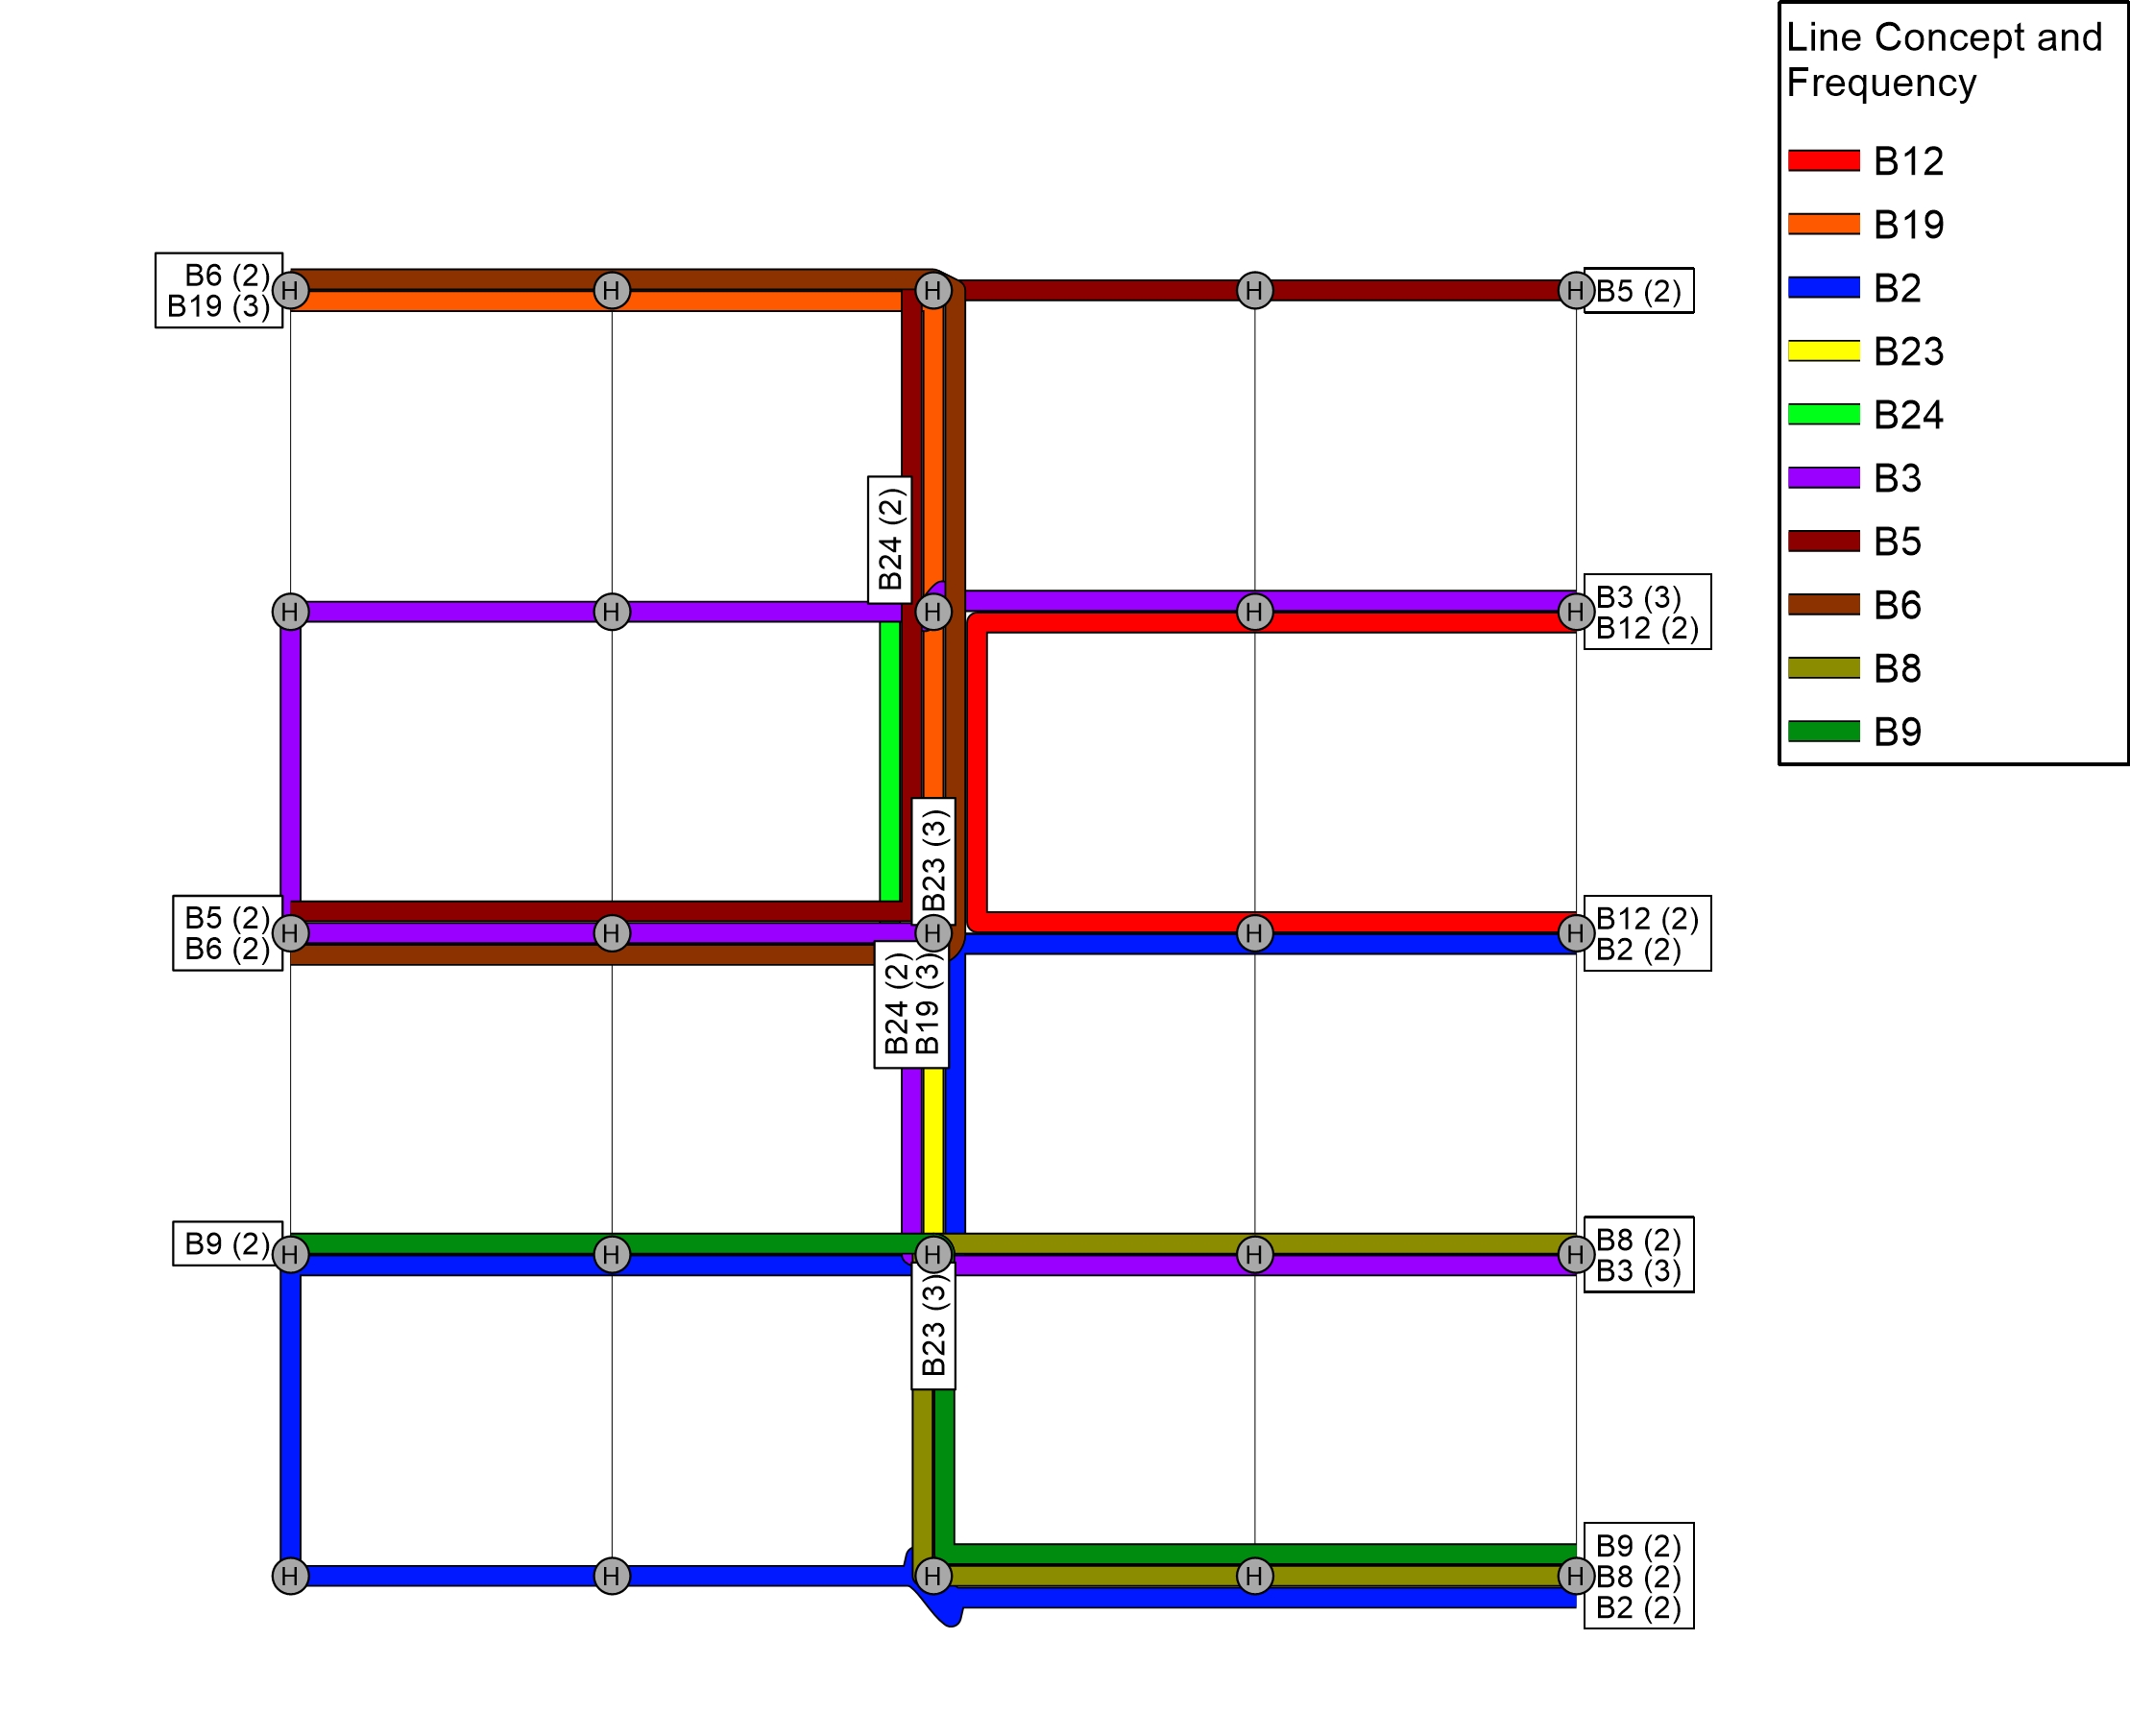 Line Concept and
Frequency
B12
B19
B2
B23
B24
B3
B5
B6
B8
B9
B6 (2)
B19 (3)
H
H
H
H
H
B5 (2)
B24 (2)
H
H
H
H
H
B3 (3)
B12 (2)
B23 (3)
B5 (2)
B6 (2)
H
H
H
H
H
B12 (2)
B2 (2)
B24 (2)
B19 (3)
B9 (2)
H
H
H
H
H
B8 (2)
B3 (3)
B23 (3)
H
H
H
H
H
B9 (2)
B8 (2)
B2 (2)